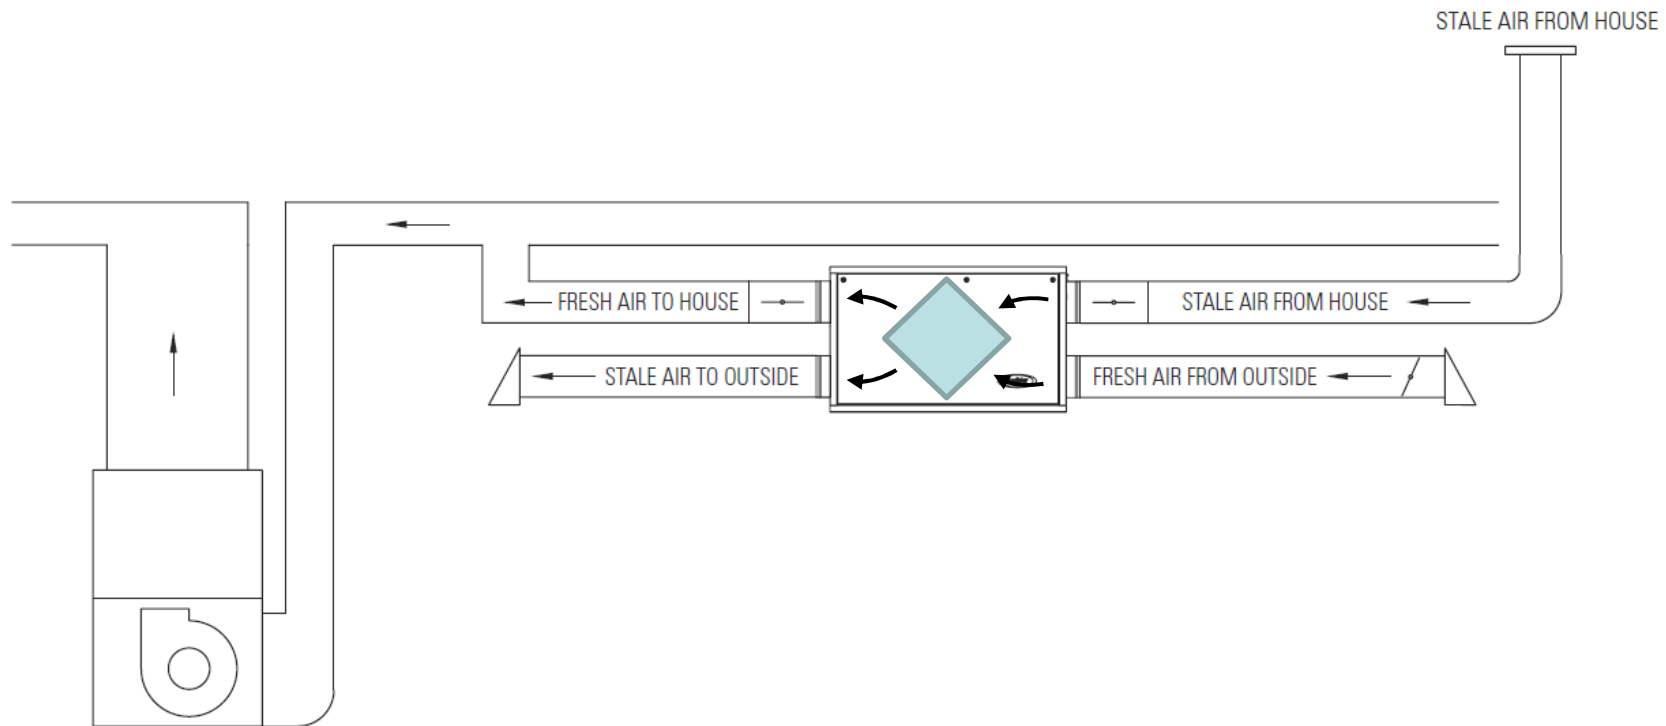 STALE AIR FROM HOUSE
FRESH AIR TO HOUSE
STALE AIR FROM HOUSE
STALE AIR TO OUTSIDE
FRESH AIR FROM OUTSIDE